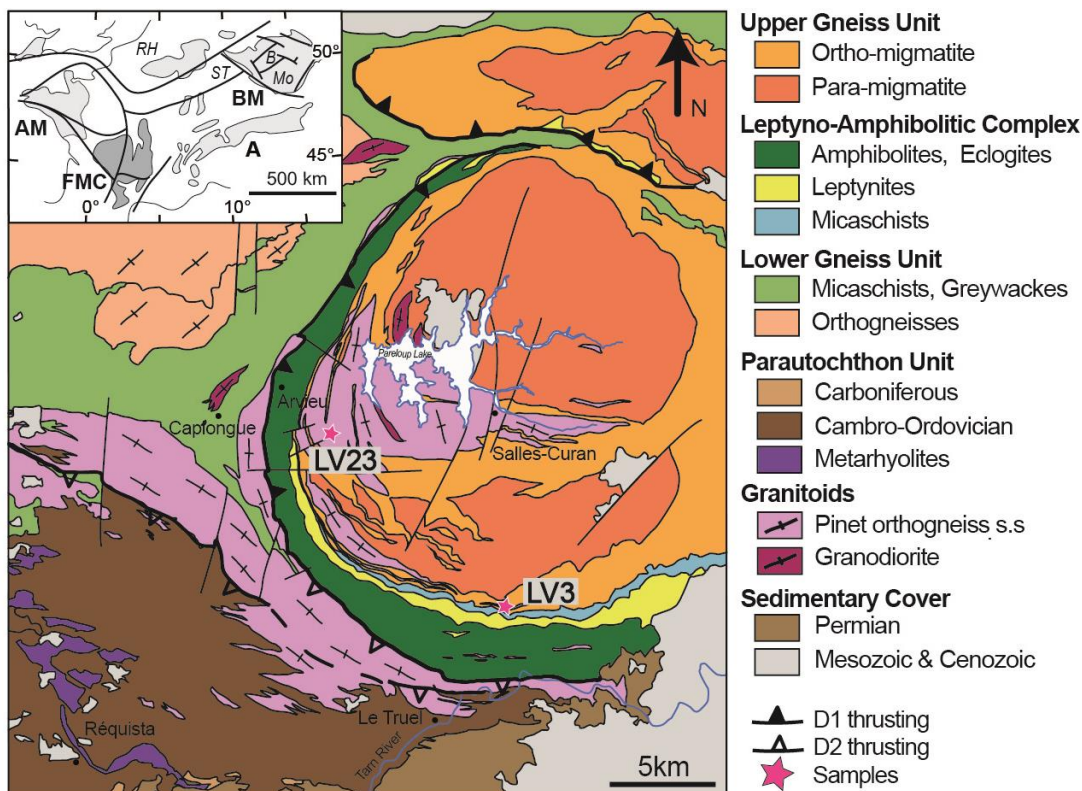 RH
ST
B
Mo
BM
AM
A
FMC
50°
45°
500 km
0°
10°
N
Pareloup Lake
Arvieu
Caplongue
LV23
Salles-Curan
LV3
Le Truel
Réquista
Tarn River
5km
Upper Gneiss Unit
Ortho-migmatite
Para-migmatite
Leptyno-Amphibolitic Complex
Amphibolites, Eclogites
Leptynites
Micaschists
Lower Gneiss Unit
Micaschists, Greywackes
Orthogneisses
Parautochthon Unit
Carboniferous
Cambro-Ordovician
Metarhyolites
Granitoids
Pinet orthogneiss s.s
Granodiorite
Sedimentary Cover
Permian
Mesozoic & Cenozoic
D1 thrusting
D2 thrusting
Samples